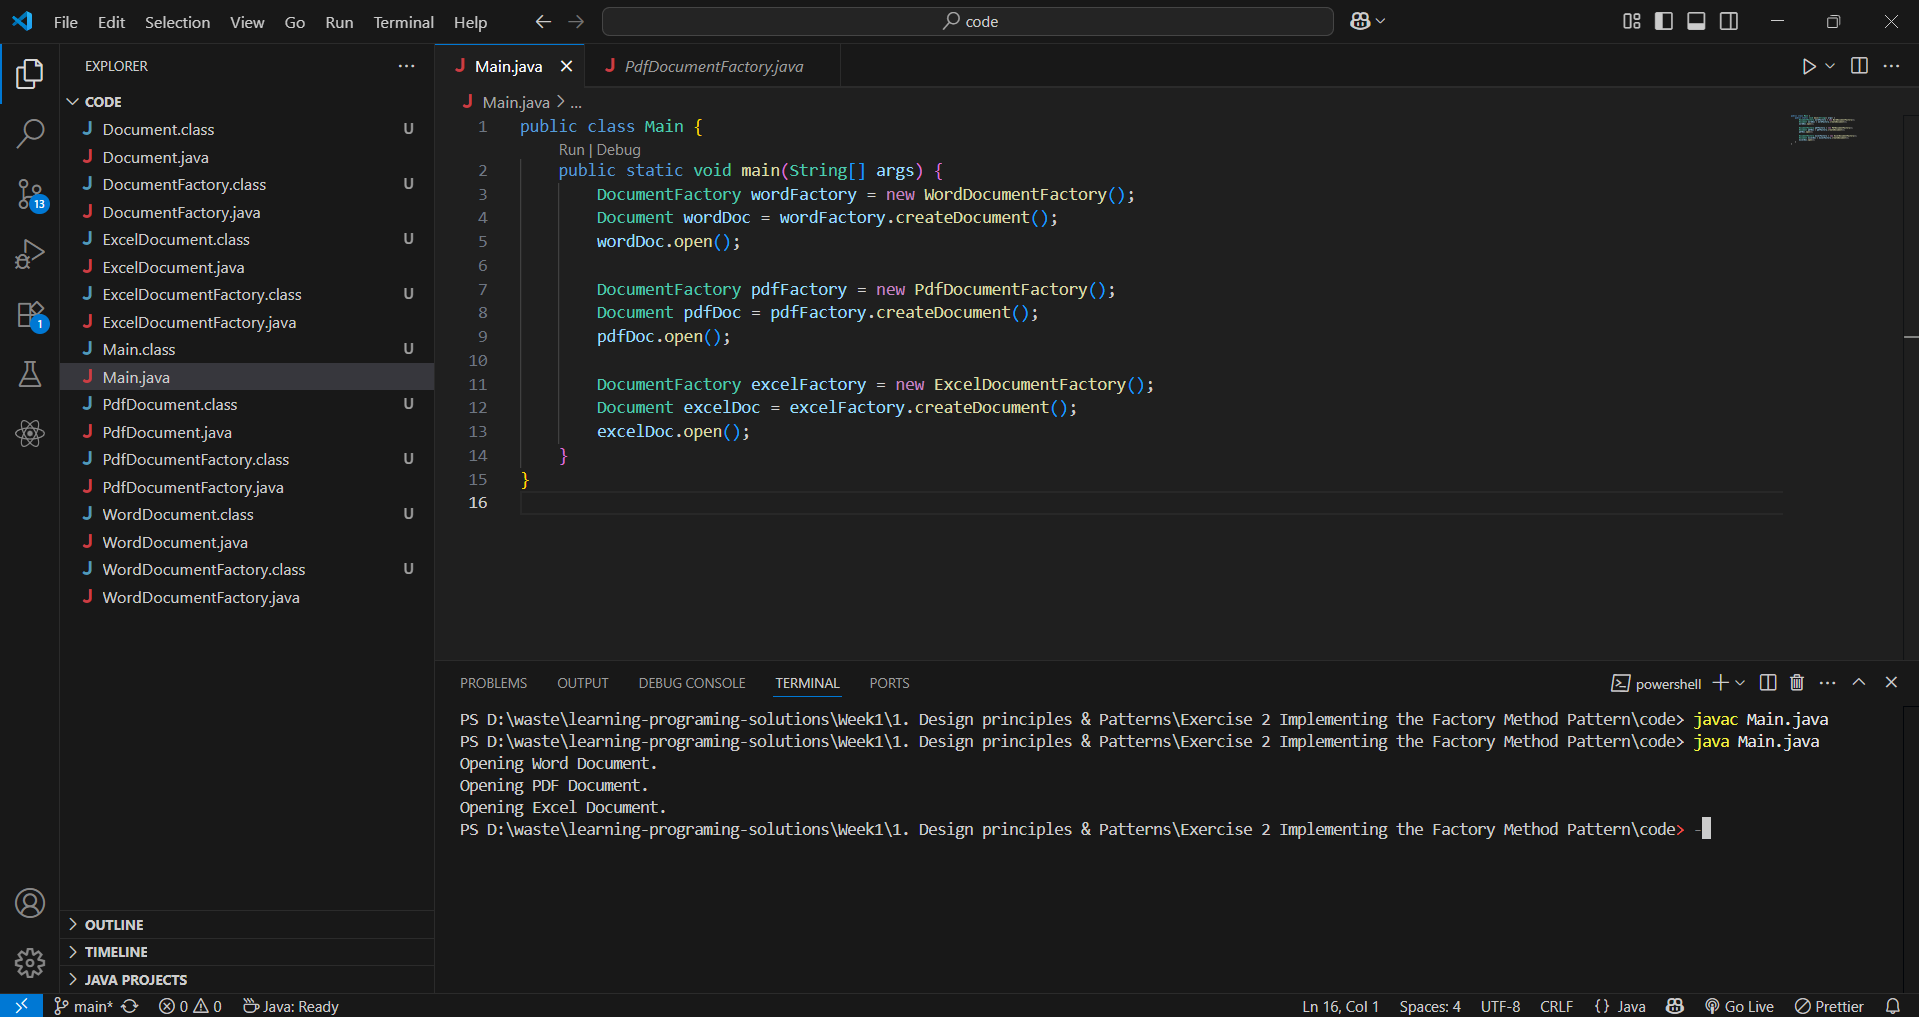 File Edit Selection View Go Run Terminal Help
code
EXPLORER
CODE
Document.class U
Document.java
DocumentFactory.class U
DocumentFactory.java
ExcelDocument.class U
ExcelDocument.java
ExcelDocumentFactory.class U
ExcelDocumentFactory.java
Main.class U
Main.java
PdfDocument.class U
PdfDocument.java
PdfDocumentFactory.class U
PdfDocumentFactory.java
WordDocument.class U
WordDocument.java
WordDocumentFactory.class U
WordDocumentFactory.java
OUTLINE
TIMELINE
JAVA PROJECTS
13
1
Main.java PdfDocumentFactory.java
Main.java > ...
1 public class Main {
Run | Debug
2 public static void main(String[] args) {
3 DocumentFactory wordFactory = new WordDocumentFactory();
4 Document wordDoc = wordFactory.createDocument();
5 wordDoc.open();
6
7 DocumentFactory pdfFactory = new PdfDocumentFactory();
8 Document pdfDoc = pdfFactory.createDocument();
9 pdfDoc.open();
10
11 DocumentFactory excelFactory = new ExcelDocumentFactory();
12 Document excelDoc = excelFactory.createDocument();
13 excelDoc.open();
14 }
15 }
16
PROBLEMS OUTPUT DEBUG CONSOLE TERMINAL PORTS
powershell
PS D:\waste\learning-programing-solutions\Week1\1. Design principles & Patterns\Exercise 2 Implementing the Factory Method Pattern\code> javac Main.java
PS D:\waste\learning-programing-solutions\Week1\1. Design principles & Patterns\Exercise 2 Implementing the Factory Method Pattern\code> java Main.java
Opening Word Document.
Opening PDF Document.
Opening Excel Document.
PS D:\waste\learning-programing-solutions\Week1\1. Design principles & Patterns\Exercise 2 Implementing the Factory Method Pattern\code> -
main* 0 0 Java: Ready
Ln 16, Col 1 Spaces: 4 UTF-8 CRLF {} Java Go Live Prettier